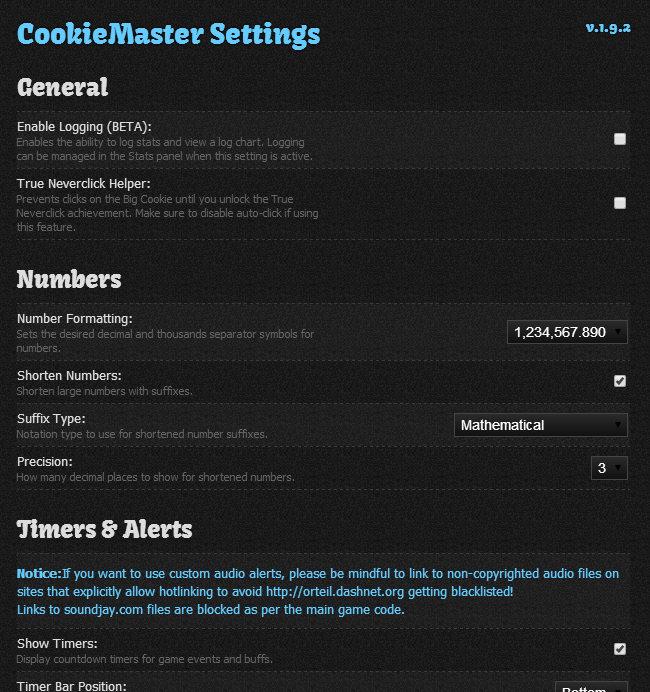 CookieMaster Settings
v.1.9.2
General
Enable Logging (BETA):
Enables the ability to log stats and view a log chart. Logging
can be managed in the Stats panel when this setting is active.
True Neverclick Helper:
Prevents clicks on the Big Cookie until you unlock the True
Neverclick achievement. Make sure to disable auto-click if using
this feature.
Numbers
Number Formatting:
Sets the desired decimal and thousands separator symbols for
numbers.
1,234,567.890
Shorten Numbers:
Shorten large numbers with suffixes.
Suffix Type:
Notation type to use for shortened number suffixes.
Mathematical
Precision:
How many decimal places to show for shortened numbers.
3
Timers & Alerts
Notice:If you want to use custom audio alerts, please be mindful to link to non-copyrighted audio files on
sites that explicitly allow hotlinking to avoid http://orteil.dashnet.org getting blacklisted!
Links to soundjay.com files are blocked as per the main game code.
Show Timers:
Display countdown timers for game events and buffs.
Timer Bar Position:
Bottom